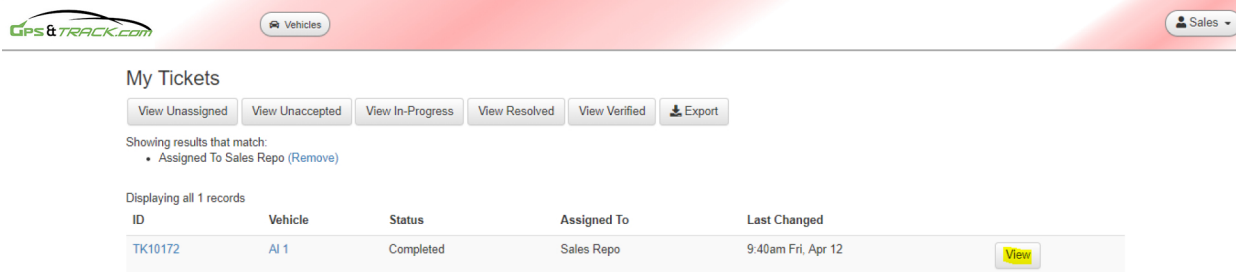 GPS&TRACK.COM Vehicles Sales
My Tickets
View Unassigned View Unaccepted View In-Progress View Resolved View Verified Export
Showing results that match:
• Assigned To Sales Repo (Remove)
Displaying all 1 records
ID Vehicle Status Assigned To Last Changed
TK10172 AI 1 Completed Sales Repo 9:40am Fri, Apr 12 View